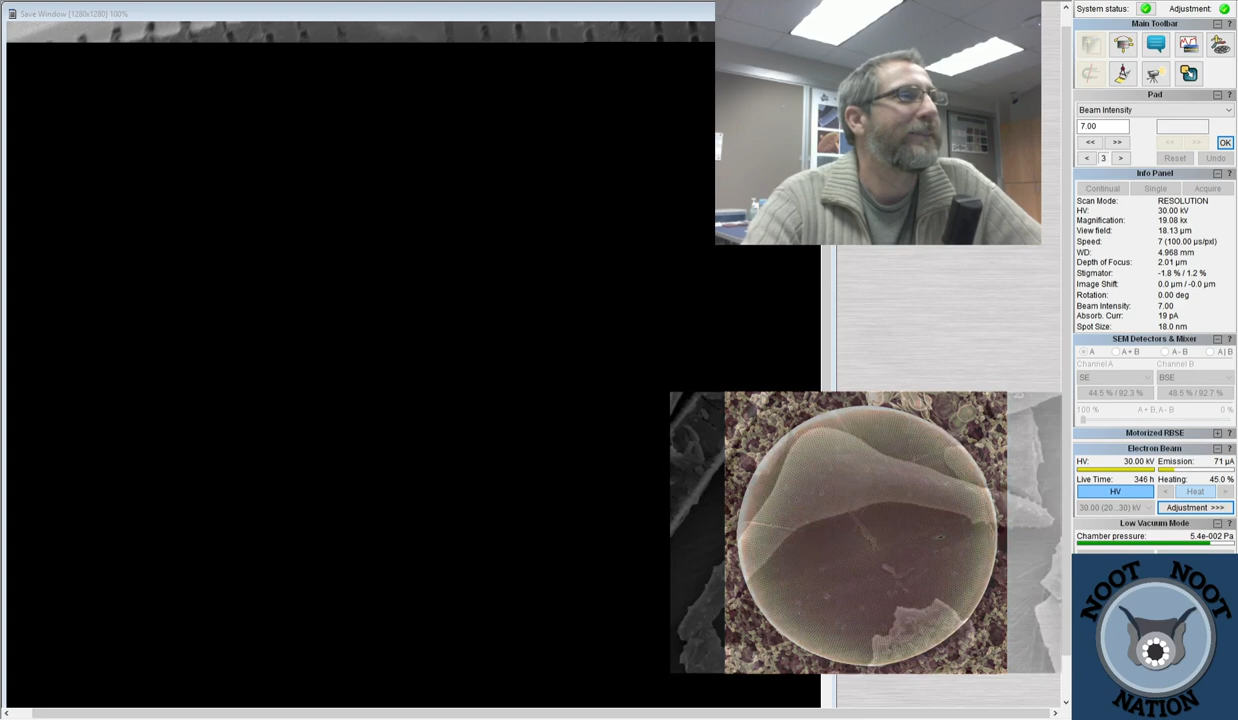 Save Window [1280x1280] 100%
System status: Adjustment:
Main Toolbar ?
Pad ?
Beam Intensity
7.00
<< >> << >> OK
< 3 > Reset Undo
Info Panel ?
Continual Single Acquire
Scan Mode: RESOLUTION
HV: 30.00 kV
Magnification: 19.08 kx
View field: 18.13 µm
Speed: 7 (100.00 µs/pxl)
WD: 4.968 mm
Depth of Focus: 2.01 µm
Stigmator: -1.8 % / 1.2 %
Image Shift: 0.0 µm / -0.0 µm
Rotation: 0.00 deg
Beam Intensity: 7.00
Absorb. Curr: 19 pA
Spot Size: 18.0 nm
SEM Detectors & Mixer ?
A A + B A - B A | B
Channel A Channel B
SE BSE
44.5 % / 92.3 % 48.5 % / 92.7 %
100 % A + B; A - B 0 %
Motorized RBSE ?
Electron Beam ?
HV: 30.00 kV Emission: 71 µA
Live Time: 346 h Heating: 45.0 %
HV < Heat >
30.00 (20...30) kV Adjustment >>>
Low Vacuum Mode ?
Chamber pressure: 5.4e-002 Pa
NOOT NOOT
NATION